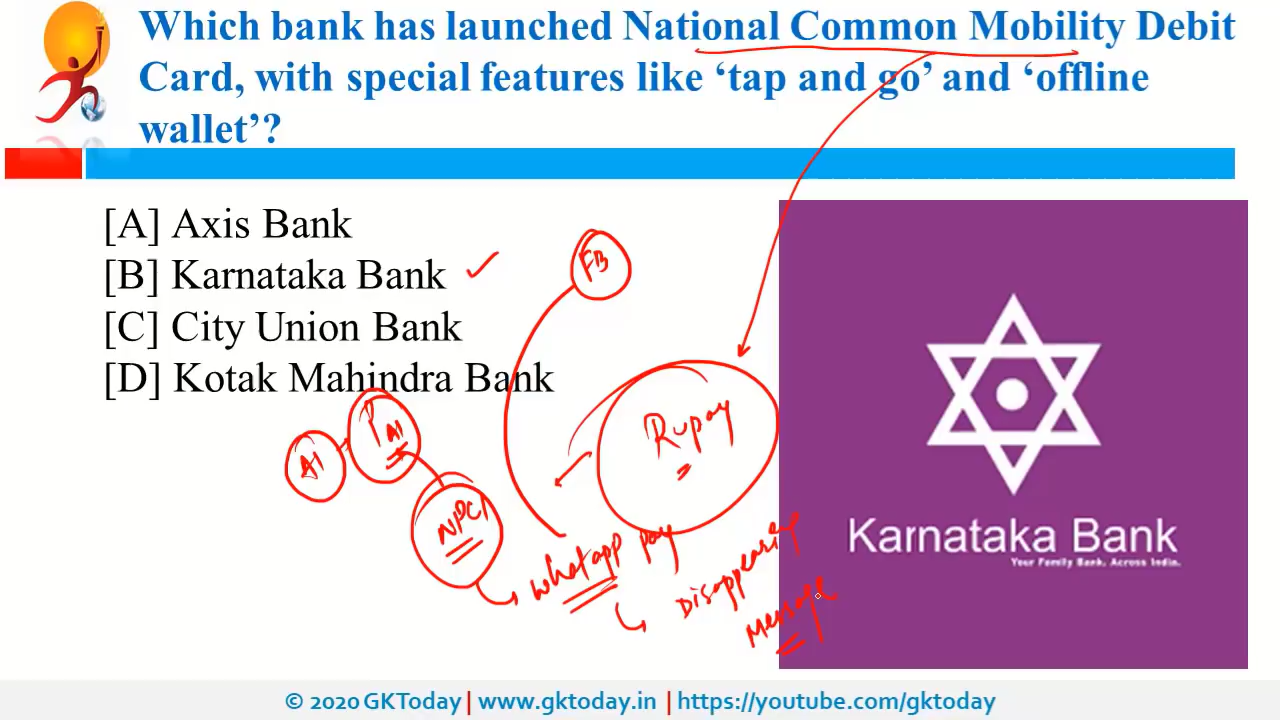 Which bank has launched National Common Mobility Debit
Card, with special features like ‘tap and go’ and ‘offline
wallet’?
[A] Axis Bank
[B] Karnataka Bank
[C] City Union Bank
[D] Kotak Mahindra Bank
FB
Rupay
AI
PAI
NPCI
whatapp pay
Disappearing
message
Karnataka Bank
Your Family Bank. Across India.
© 2020 GKToday | www.gktoday.in | https://youtube.com/gktoday